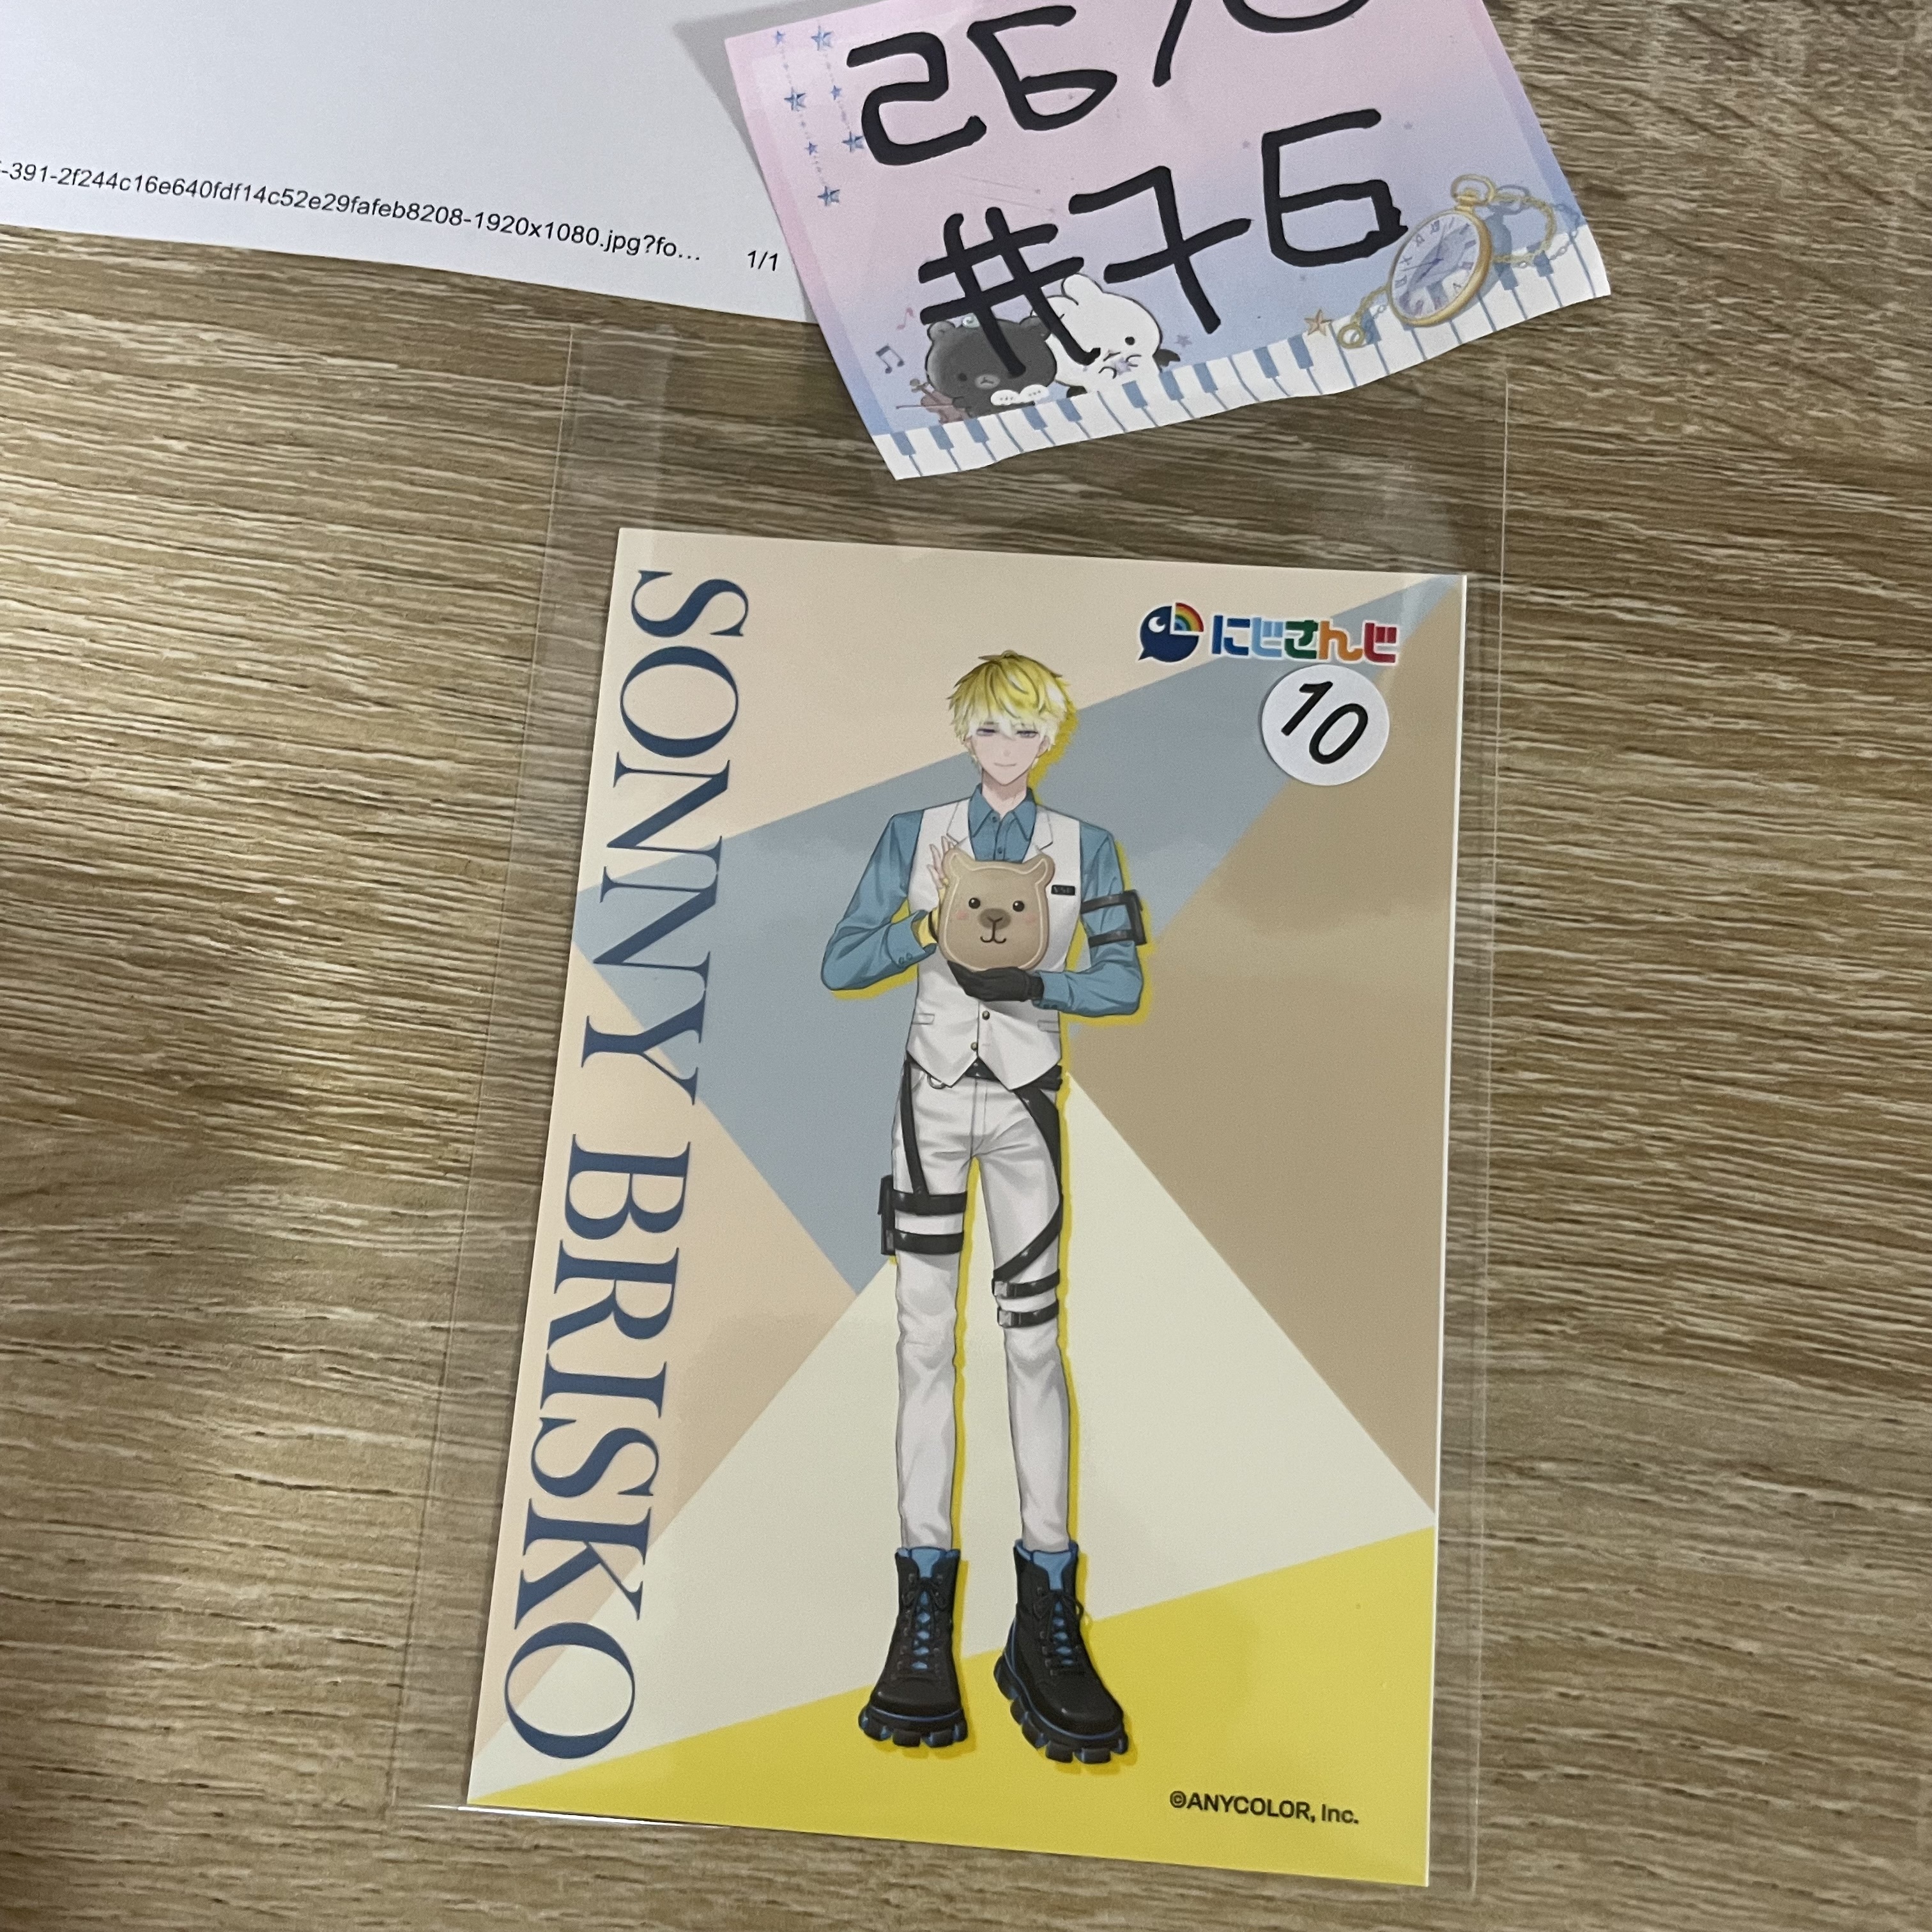 -391-2f244c16e640fdf14c52e29fafeb8208-1920x1080.jpg?fo... 1/1
#76
SONNY BRISKO
にじさんじ
10
©ANYCOLOR, Inc.